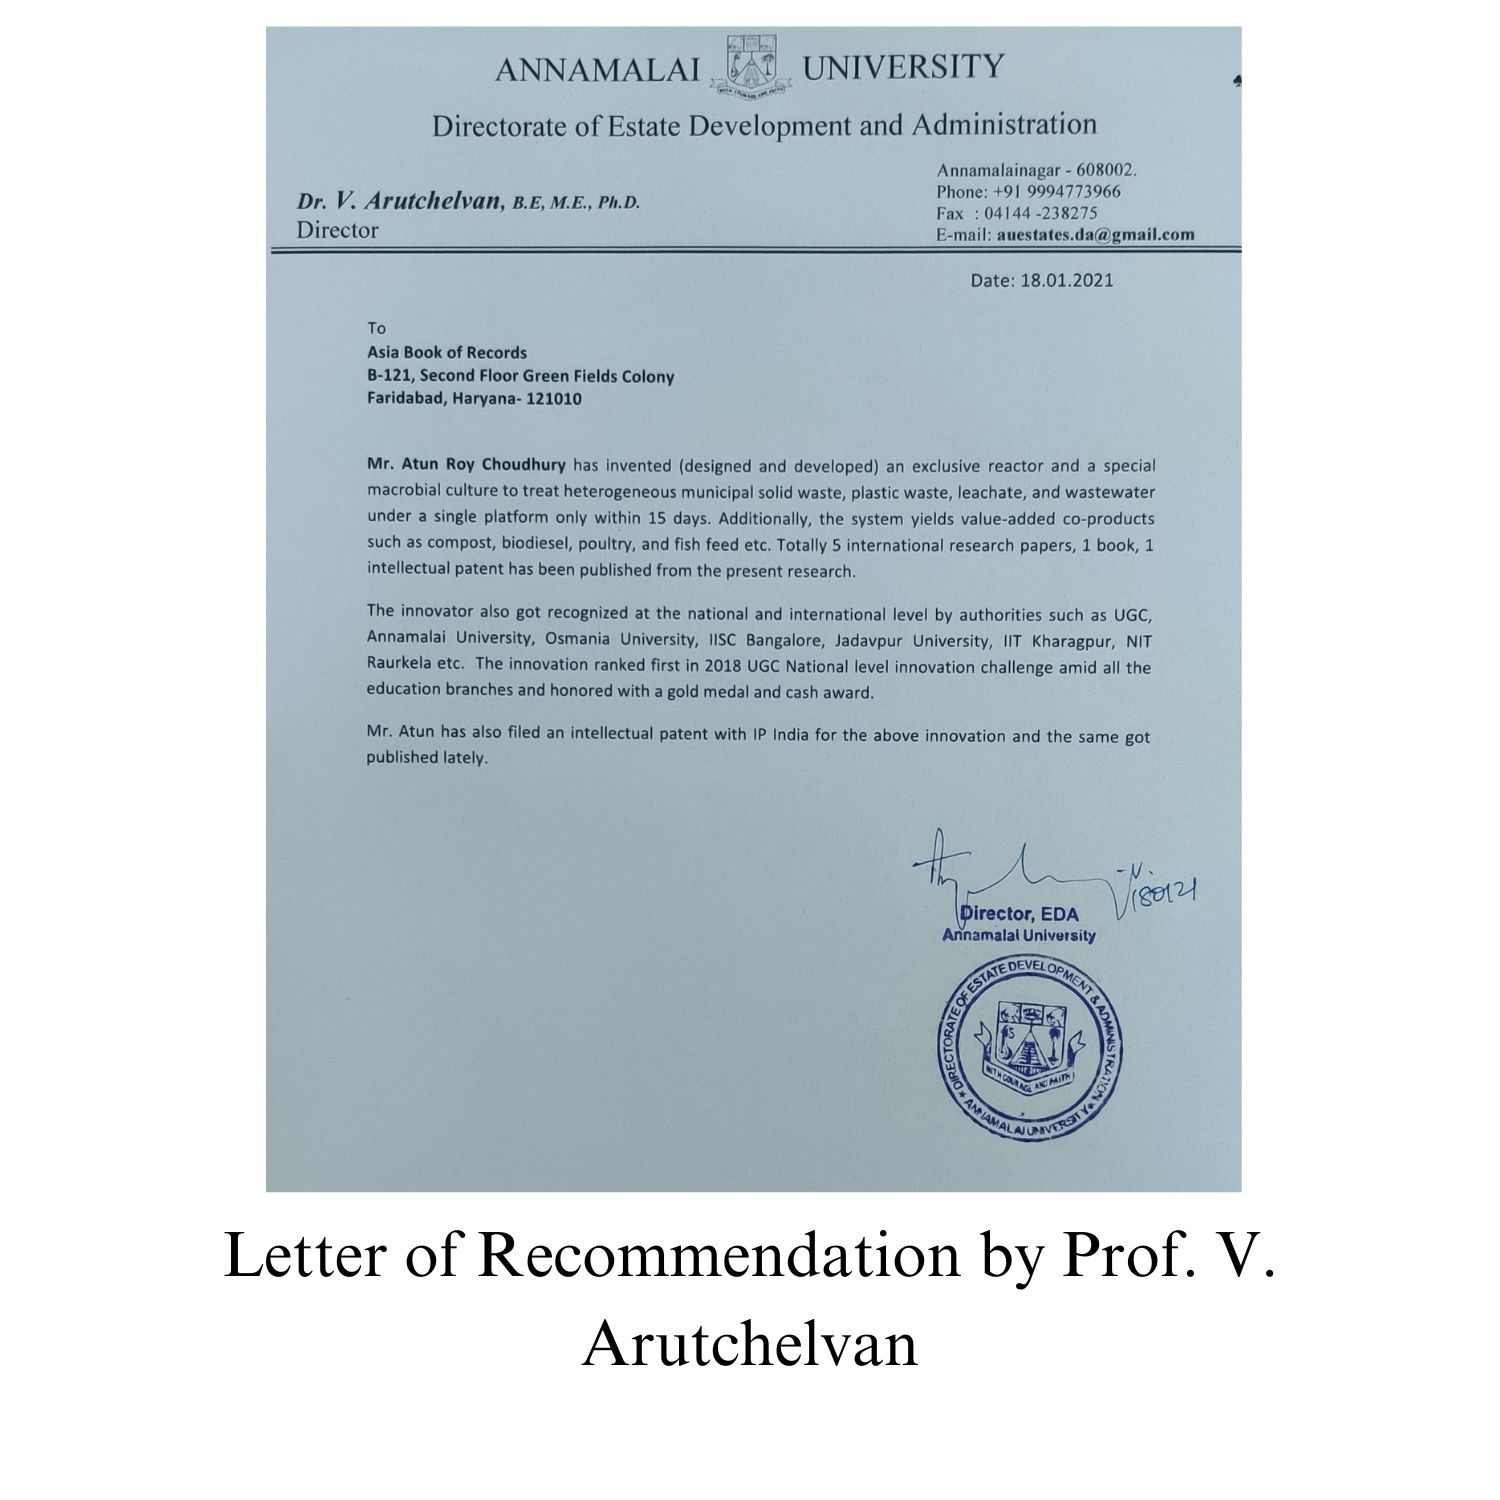 ANNAMALAI UNIVERSITY
WITH COURAGE AND FAITH
Directorate of Estate Development and Administration
Dr. V. Arutchelvan, B.E, M.E., Ph.D.
Director
Annamalainagar - 608002.
Phone: +91 9994773966
Fax : 04144 -238275
E-mail: auestates.da@gmail.com
Date: 18.01.2021
To
Asia Book of Records
B-121, Second Floor Green Fields Colony
Faridabad, Haryana- 121010
Mr. Atun Roy Choudhury has invented (designed and developed) an exclusive reactor and a special
macrobial culture to treat heterogeneous municipal solid waste, plastic waste, leachate, and wastewater
under a single platform only within 15 days. Additionally, the system yields value-added co-products
such as compost, biodiesel, poultry, and fish feed etc. Totally 5 international research papers, 1 book, 1
intellectual patent has been published from the present research.
The innovator also got recognized at the national and international level by authorities such as UGC,
Annamalai University, Osmania University, IISC Bangalore, Jadavpur University, IIT Kharagpur, NIT
Raurkela etc. The innovation ranked first in 2018 UGC National level innovation challenge amid all the
education branches and honored with a gold medal and cash award.
Mr. Atun has also filed an intellectual patent with IP India for the above innovation and the same got
published lately.
Director, EDA
Annamalai University
DIRECTORATE OF ESTATE DEVELOPMENT & ADMINISTRATION
WITH COURAGE AND FAITH
ANNAMALAI UNIVERSITY
Letter of Recommendation by Prof. V.
Arutchelvan